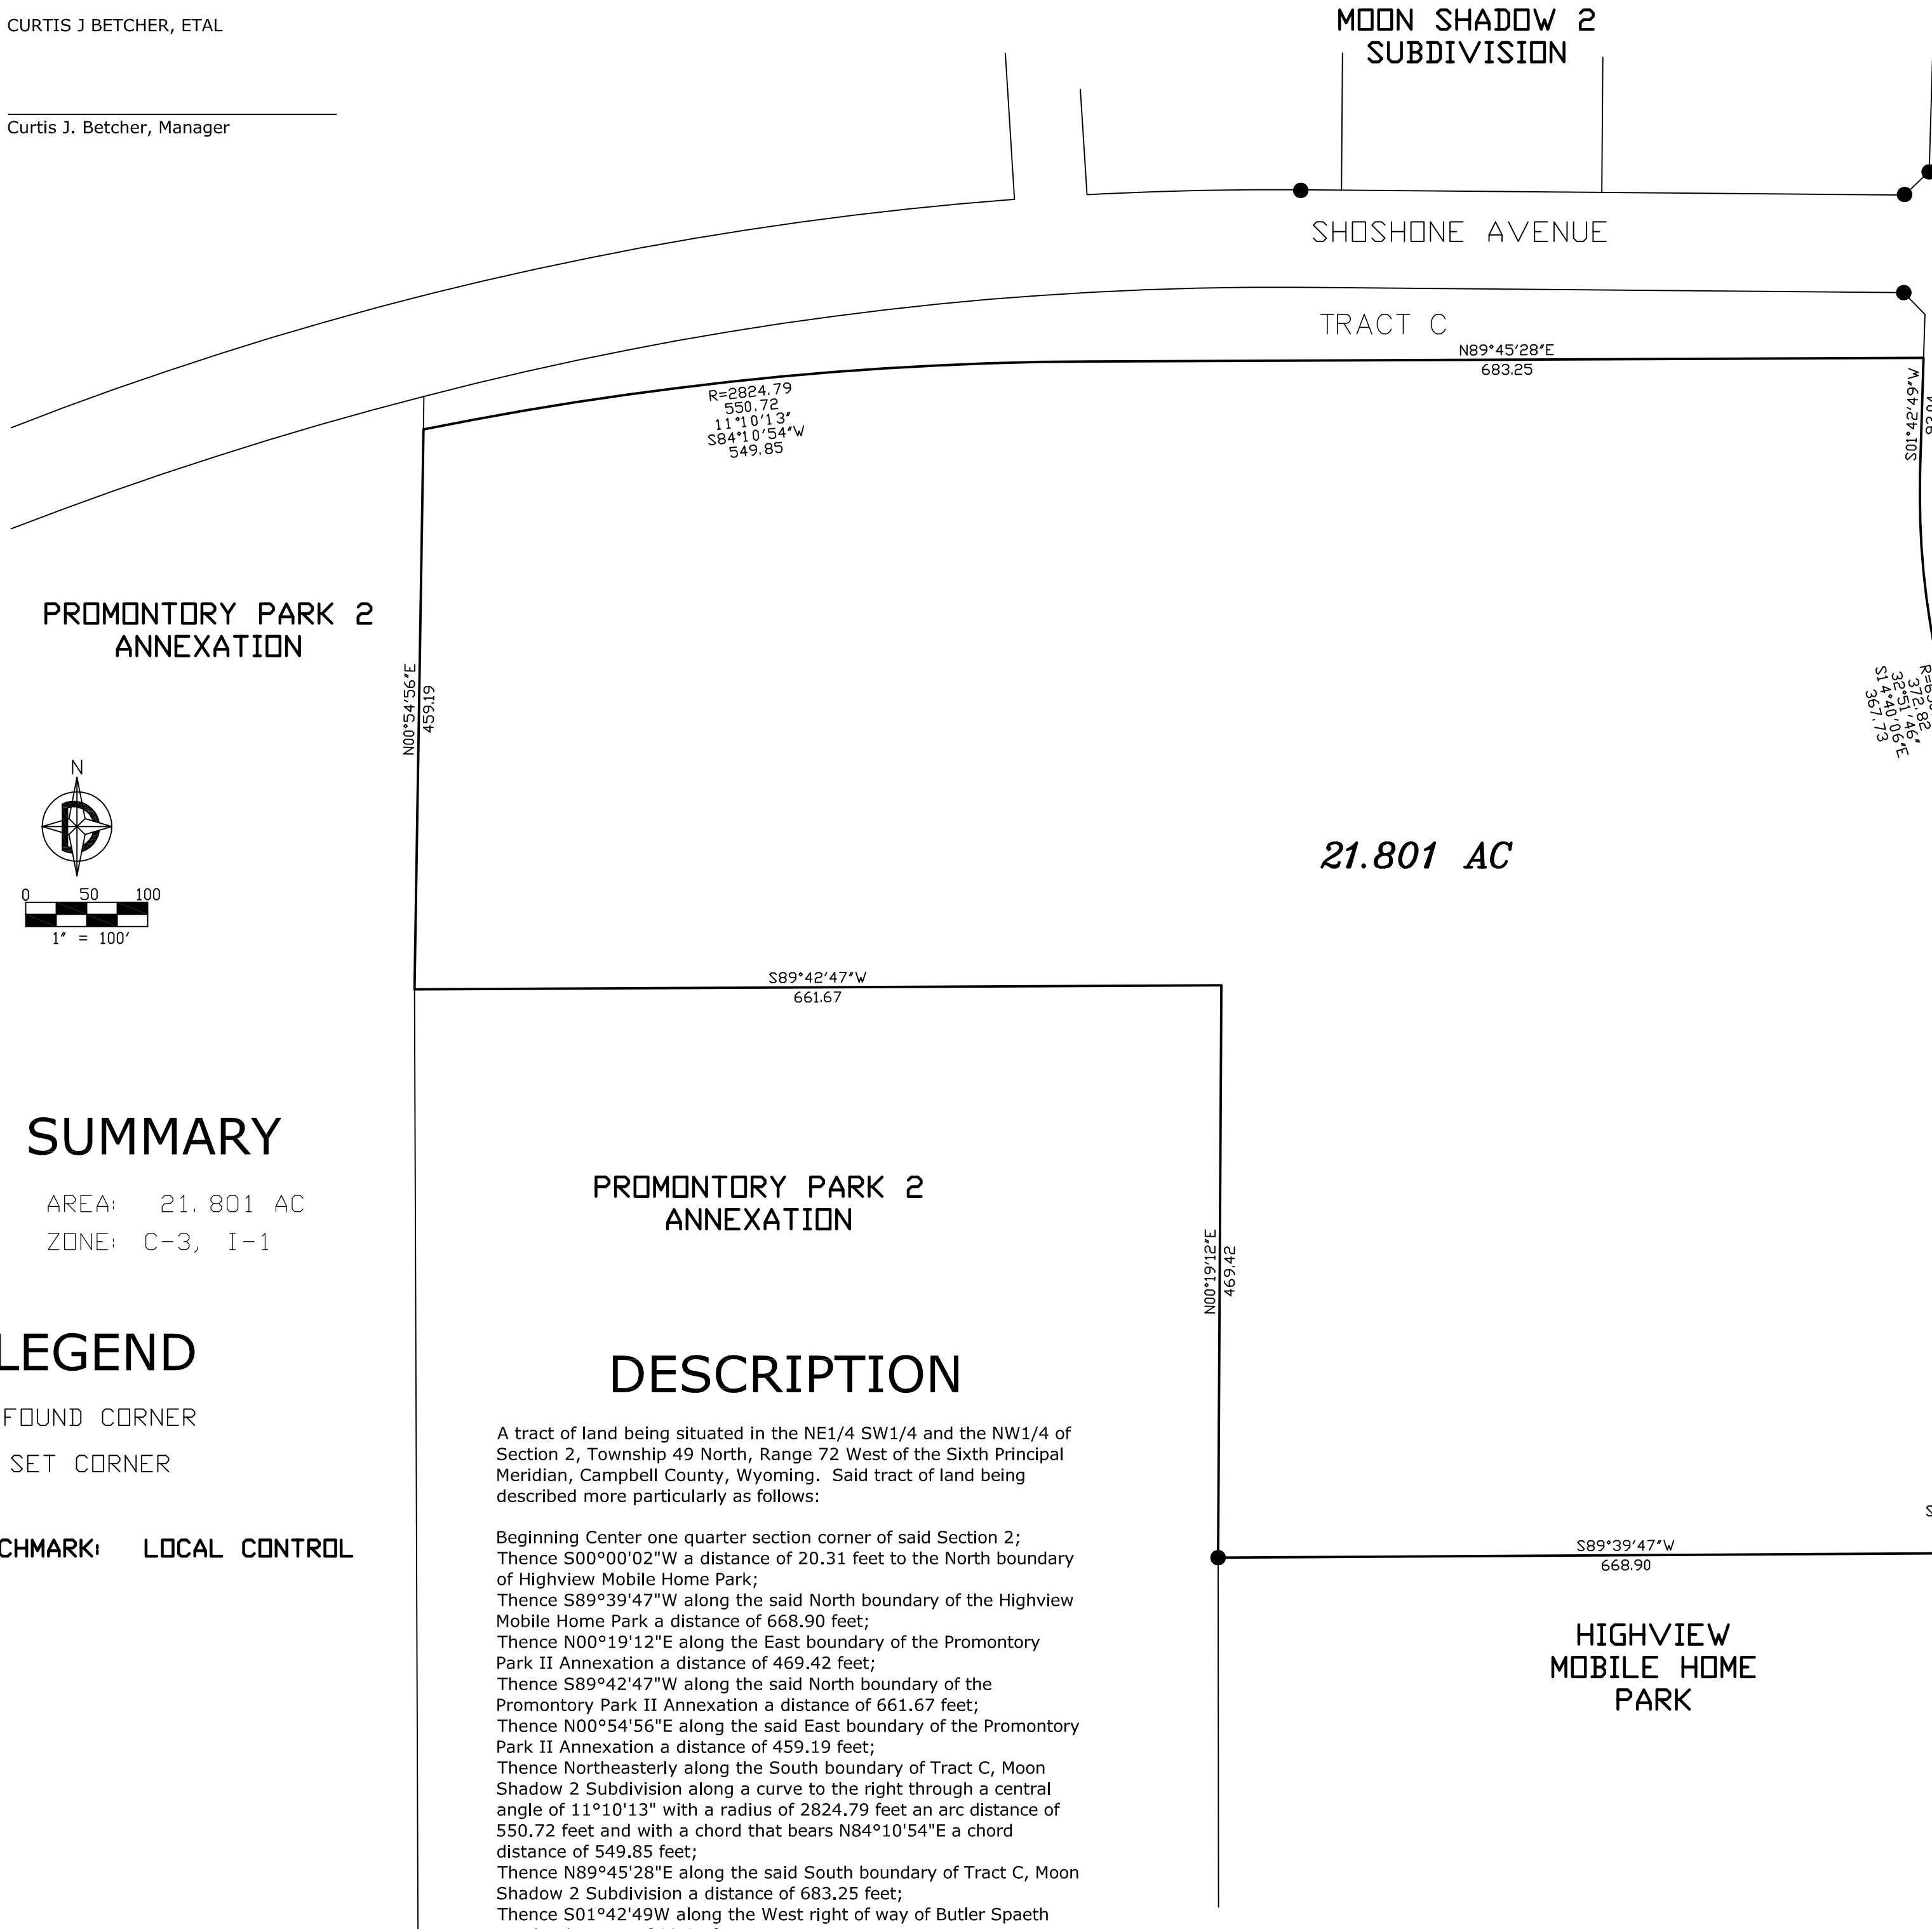 CURTIS J BETCHER, ETAL
Curtis J. Betcher, Manager
MOON SHADOW 2
SUBDIVISION
SHOSHONE AVENUE
TRACT C
N89°45'28"E
683.25
R=2824.79
550.72
11°10'13"
S84°10'54"W
549.85
S01°42'49"W
PROMONTORY PARK 2
ANNEXATION
N00°54'56"E
459.19
372.82
32°51'46"
S14°40'06"E
367.73
N
0 50 100
1" = 100'
21.801 AC
S89°42'47"W
661.67
SUMMARY
AREA: 21.801 AC
ZONE: C-3, I-1
LEGEND
FOUND CORNER
SET CORNER
CHMARK: LOCAL CONTROL
PROMONTORY PARK 2
ANNEXATION
N00°19'12"E
469.42
S89°39'47"W
668.90
HIGHVIEW
MOBILE HOME
PARK
DESCRIPTION
A tract of land being situated in the NE1/4 SW1/4 and the NW1/4 of
Section 2, Township 49 North, Range 72 West of the Sixth Principal
Meridian, Campbell County, Wyoming. Said tract of land being
described more particularly as follows:
Beginning Center one quarter section corner of said Section 2;
Thence S00°00'02"W a distance of 20.31 feet to the North boundary
of Highview Mobile Home Park;
Thence S89°39'47"W along the said North boundary of the Highview
Mobile Home Park a distance of 668.90 feet;
Thence N00°19'12"E along the East boundary of the Promontory
Park II Annexation a distance of 469.42 feet;
Thence S89°42'47"W along the said North boundary of the
Promontory Park II Annexation a distance of 661.67 feet;
Thence N00°54'56"E along the said East boundary of the Promontory
Park II Annexation a distance of 459.19 feet;
Thence Northeasterly along the South boundary of Tract C, Moon
Shadow 2 Subdivision along a curve to the right through a central
angle of 11°10'13" with a radius of 2824.79 feet an arc distance of
550.72 feet and with a chord that bears N84°10'54"E a chord
distance of 549.85 feet;
Thence N89°45'28"E along the said South boundary of Tract C, Moon
Shadow 2 Subdivision a distance of 683.25 feet;
Thence S01°42'49W along the West right of way of Butler Spaeth